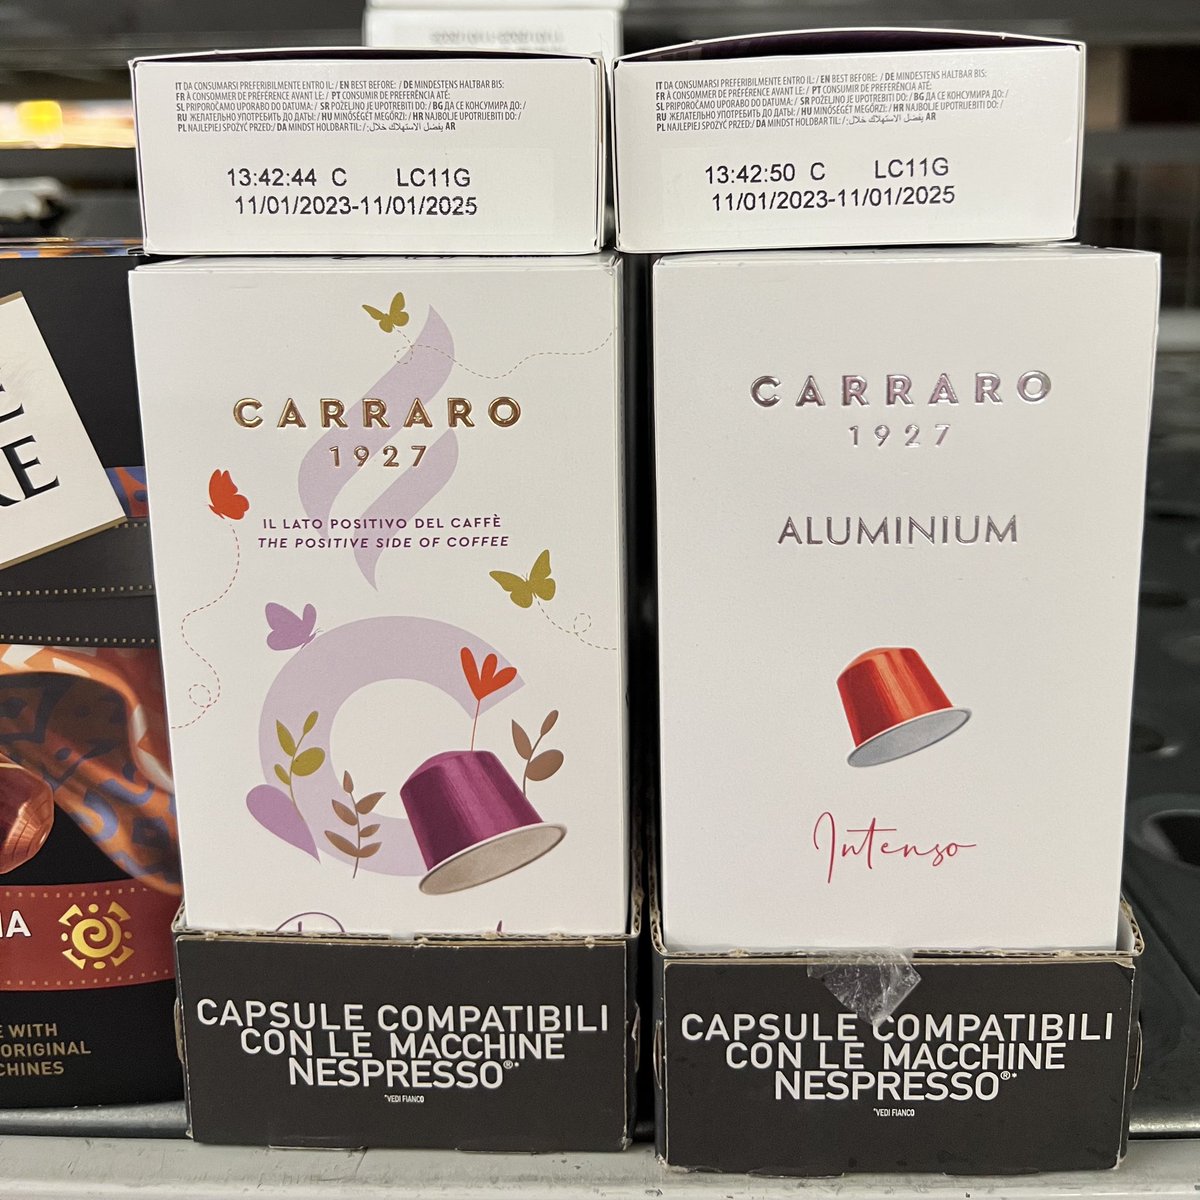 IT DA CONSUMARSI PREFERIBILMENTE ENTRO IL: / EN BEST BEFORE: / DE MINDESTENS HALTBAR BIS:
FR À CONSOMMER DE PRÉFÉRENCE AVANT LE: / PT CONSUMIR DE PREFERÊNCIA ATÉ:
SL PRIPOROČAMO UPORABO DO DATUMA: / SR POŽELJNO JE UPOTREBITI DO: / BG ДА СЕ КОНСУМИРА ДО: /
RU ЖЕЛАТЕЛЬНО УПОТРЕБИТЬ ДО ДАТЫ: / HU MINŐSÉGÉT MEGŐRZI: / HR NAJBOLJE UPOTRIJEBITI DO: /
PL NAJLEPIEJ SPOŻYĆ PRZED: / DA MINDST HOLDBAR TIL: / يفضل الاستهلاك خلال: AR
13:42:44 C LC11G
11/01/2023-11/01/2025
IT DA CONSUMARSI PREFERIBILMENTE ENTRO IL: / EN BEST BEFORE: / DE MINDESTENS HALTBAR BIS:
FR À CONSOMMER DE PRÉFÉRENCE AVANT LE: / PT CONSUMIR DE PREFERÊNCIA ATÉ:
SL PRIPOROČAMO UPORABO DO DATUMA: / SR POŽELJNO JE UPOTREBITI DO: / BG ДА СЕ КОНСУМИРА ДО: /
RU ЖЕЛАТЕЛЬНО УПОТРЕБИТЬ ДО ДАТЫ: / HU MINŐSÉGÉT MEGŐRZI: / HR NAJBOLJE UPOTRIJEBITI DO: /
PL NAJLEPIEJ SPOŻYĆ PRZED: / DA MINDST HOLDBAR TIL: / يفضل الاستهلاك خلال: AR
13:42:50 C LC11G
11/01/2023-11/01/2025
CARRARO
1927
IL LATO POSITIVO DEL CAFFÈ
THE POSITIVE SIDE OF COFFEE
CAPSULE COMPATIBILI
CON LE MACCHINE
NESPRESSO®*
*VEDI FIANCO
CARRARO
1927
ALUMINIUM
Intenso
CAPSULE COMPATIBILI
CON LE MACCHINE
NESPRESSO®*
*VEDI FIANCO
WITH
ORIGINAL